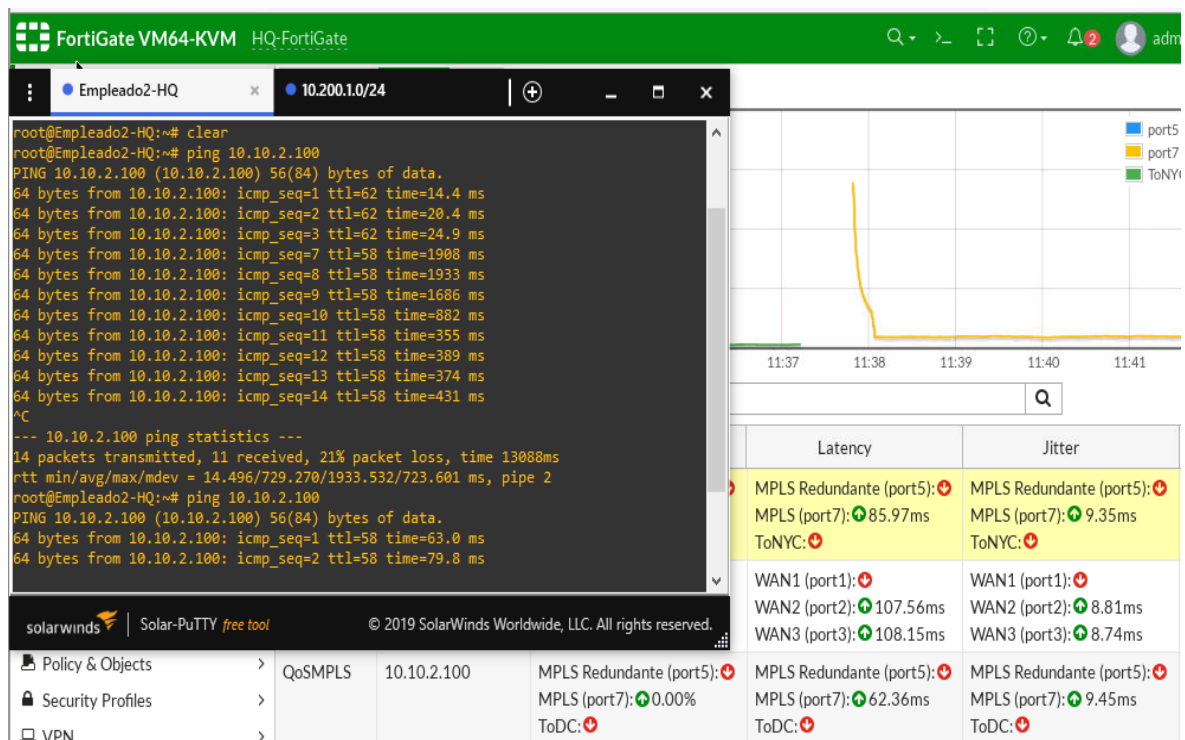 FortiGate VM64-KVM HQ-FortiGate 2 adm
Empleado2-HQ × 10.200.1.0/24
root@Empleado2-HQ:~# clear
root@Empleado2-HQ:~# ping 10.10.2.100
PING 10.10.2.100 (10.10.2.100) 56(84) bytes of data.
64 bytes from 10.10.2.100: icmp_seq=1 ttl=62 time=14.4 ms
64 bytes from 10.10.2.100: icmp_seq=2 ttl=62 time=20.4 ms
64 bytes from 10.10.2.100: icmp_seq=3 ttl=62 time=24.9 ms
64 bytes from 10.10.2.100: icmp_seq=7 ttl=58 time=1908 ms
64 bytes from 10.10.2.100: icmp_seq=8 ttl=58 time=1933 ms
64 bytes from 10.10.2.100: icmp_seq=9 ttl=58 time=1686 ms
64 bytes from 10.10.2.100: icmp_seq=10 ttl=58 time=882 ms
64 bytes from 10.10.2.100: icmp_seq=11 ttl=58 time=355 ms
64 bytes from 10.10.2.100: icmp_seq=12 ttl=58 time=389 ms
64 bytes from 10.10.2.100: icmp_seq=13 ttl=58 time=374 ms
64 bytes from 10.10.2.100: icmp_seq=14 ttl=58 time=431 ms
^C
--- 10.10.2.100 ping statistics ---
14 packets transmitted, 11 received, 21% packet loss, time 13088ms
rtt min/avg/max/mdev = 14.496/729.270/1933.532/723.601 ms, pipe 2
root@Empleado2-HQ:~# ping 10.10.2.100
PING 10.10.2.100 (10.10.2.100) 56(84) bytes of data.
64 bytes from 10.10.2.100: icmp_seq=1 ttl=58 time=63.0 ms
64 bytes from 10.10.2.100: icmp_seq=2 ttl=58 time=79.8 ms
solarwinds Solar-PuTTY free tool © 2019 SolarWinds Worldwide, LLC. All rights reserved.
port5
port7
ToNYC
11:37 11:38 11:39 11:40 11:41
Latency Jitter
MPLS Redundante (port5): MPLS Redundante (port5):
MPLS (port7): 85.97ms MPLS (port7): 9.35ms
ToNYC: ToNYC:
WAN1 (port1): WAN1 (port1):
WAN2 (port2): 107.56ms WAN2 (port2): 8.81ms
WAN3 (port3): 108.15ms WAN3 (port3): 8.74ms
Policy & Objects
Security Profiles
VPN
QoSMPLS 10.10.2.100 MPLS Redundante (port5): MPLS Redundante (port5): MPLS Redundante (port5):
MPLS (port7): 0.00% MPLS (port7): 62.36ms MPLS (port7): 9.45ms
ToDC: ToDC: ToDC: